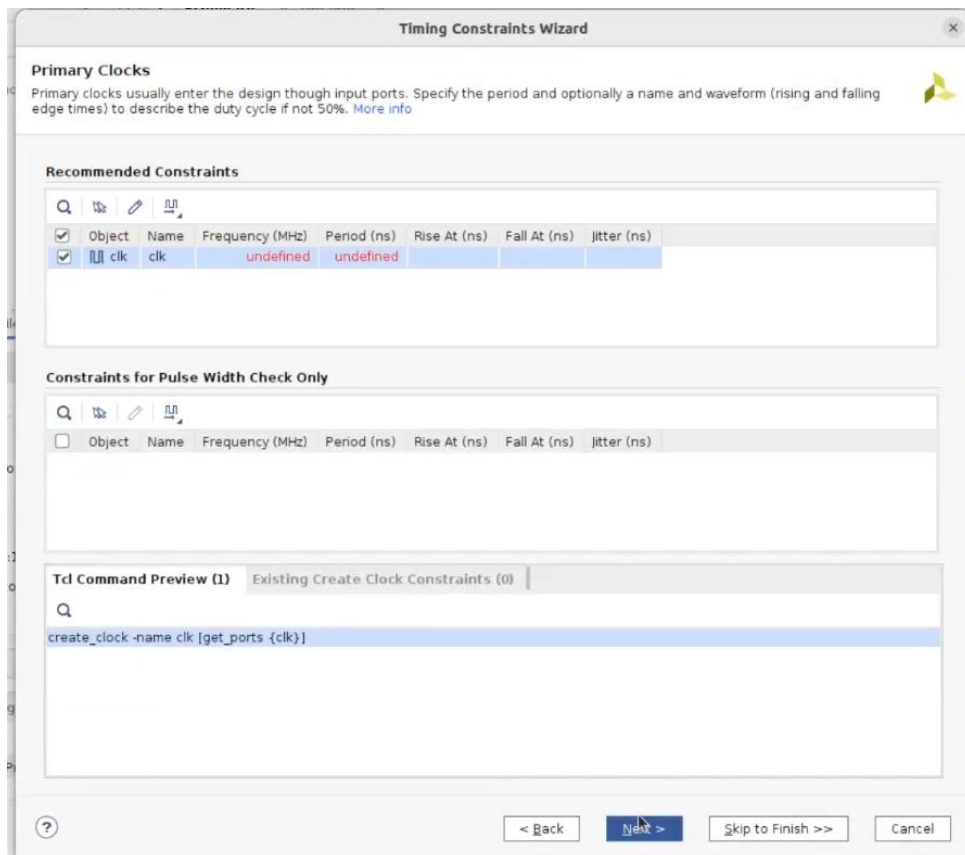 Timing Constraints Wizard
Primary Clocks
Primary clocks usually enter the design though input ports. Specify the period and optionally a name and waveform (rising and falling
edge times) to describe the duty cycle if not 50%. More info
Recommended Constraints
Object Name Frequency (MHz) Period (ns) Rise At (ns) Fall At (ns) Jitter (ns)
clk clk undefined undefined
Constraints for Pulse Width Check Only
Object Name Frequency (MHz) Period (ns) Rise At (ns) Fall At (ns) Jitter (ns)
Tcl Command Preview (1) Existing Create Clock Constraints (0)
create_clock -name clk [get_ports {clk}]
? < Back Next > Skip to Finish >> Cancel